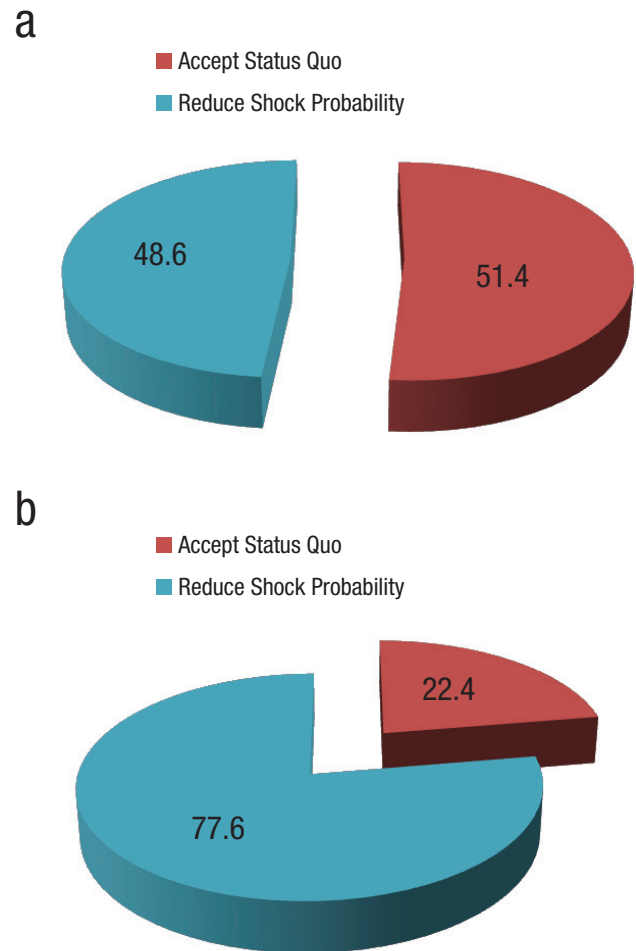 a
Accept Status Quo
Reduce Shock Probability
48.6
51.4
b
Accept Status Quo
Reduce Shock Probability
22.4
77.6